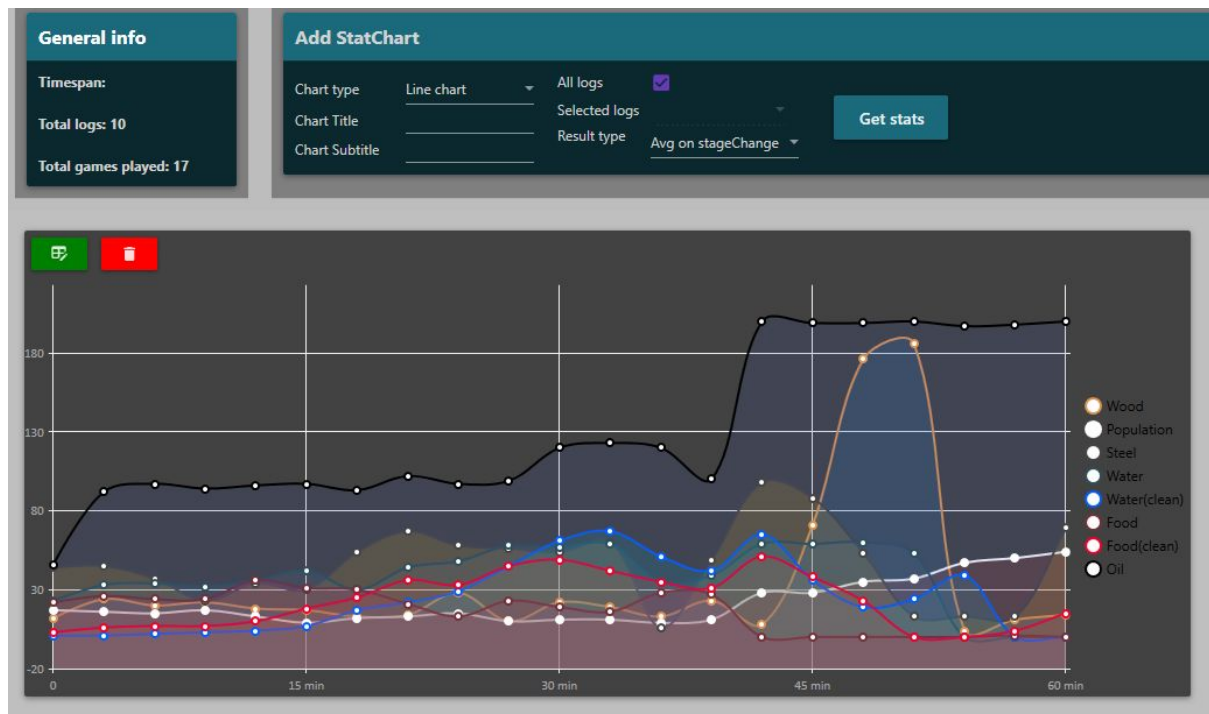 General info
Timespan:
Total logs: 10
Total games played: 17
Add StatChart
Chart type Line chart
Chart Title
Chart Subtitle
All logs
Selected logs
Result type Avg on stageChange
Get stats
180
130
80
30
-20
0 15 min 30 min 45 min 60 min
Wood
Population
Steel
Water
Water(clean)
Food
Food(clean)
Oil